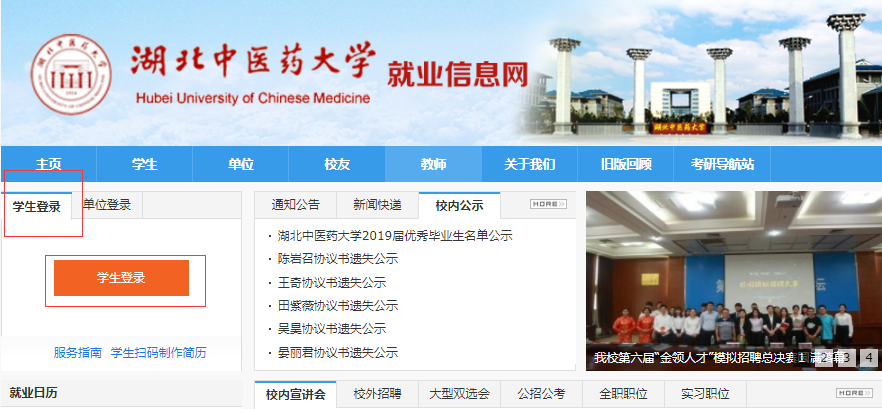 湖北中医药大学
Hubei University of Chinese Medicine
就业信息网
湖北中医药大学
主页 学生 单位 校友 教师 关于我们 旧版回顾 考研导航站
学生登录 单位登录
学生登录
服务指南 学生扫码制作简历
就业日历
通知公告 新闻快递 校内公示 MORE
湖北中医药大学2019届优秀毕业生名单公示
陈岩召协议书遗失公示
王奇协议书遗失公示
田紫薇协议书遗失公示
吴昊协议书遗失公示
晏丽君协议书遗失公示
我校第六届“金领人才”模拟招聘总决赛
1 2 3 4
校内宣讲会 校外招聘 大型双选会 公招公考 全职职位 实习职位 MORE